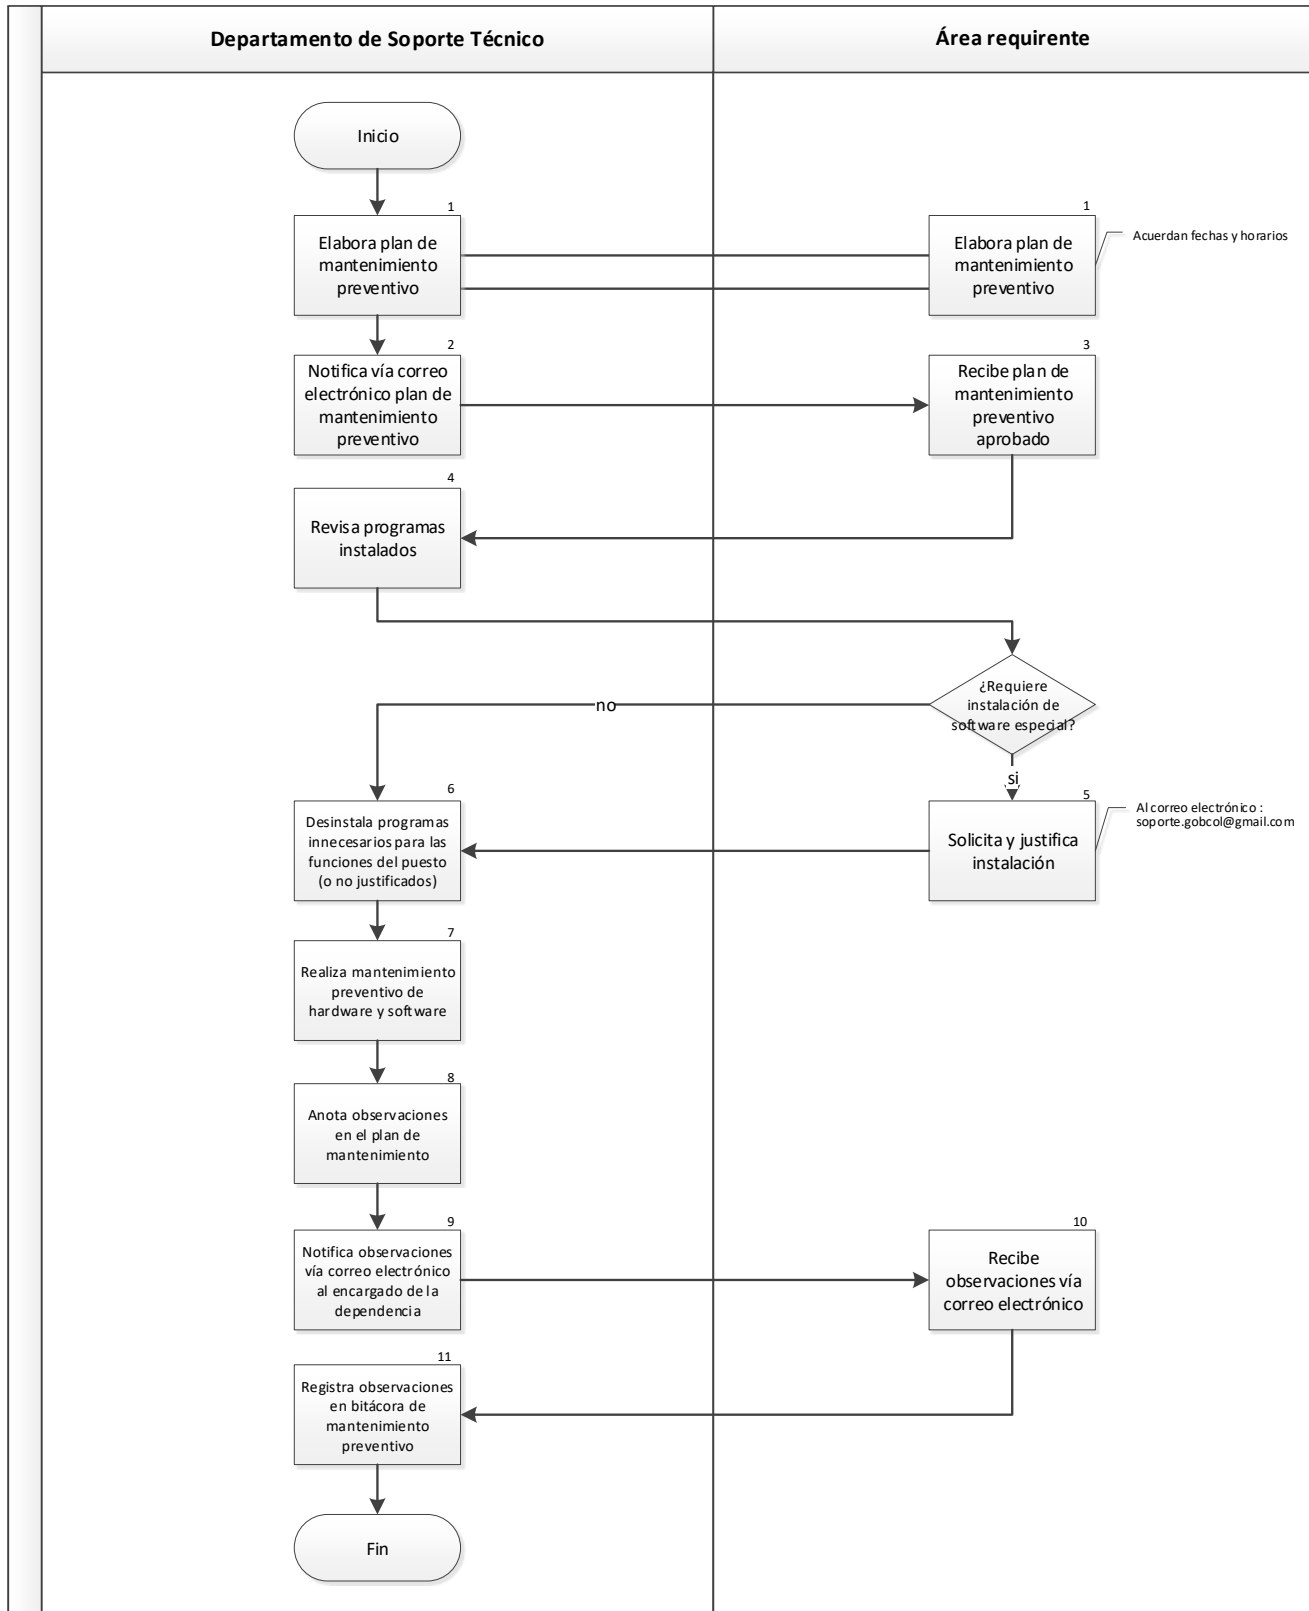 Departamento de Soporte Técnico
Área requirente
Inicio
1
Elabora plan de
mantenimiento
preventivo
1
Elabora plan de
mantenimiento
preventivo
Acuerdan fechas y horarios
2
Notifica vía correo
electrónico plan de
mantenimiento
preventivo
3
Recibe plan de
mantenimiento
preventivo
aprobado
4
Revisa programas
instalados
¿Requiere
instalación de
software especial?
no
si
6
Desinstala programas
innecesarios para las
funciones del puesto
(o no justificados)
5
Solicita y justifica
instalación
Al correo electrónico :
soporte.gobcol@gmail.com
7
Realiza mantenimiento
preventivo de
hardware y software
8
Anota observaciones
en el plan de
mantenimiento
9
Notifica observaciones
vía correo electrónico
al encargado de la
dependencia
10
Recibe
observaciones vía
correo electrónico
11
Registra observaciones
en bitácora de
mantenimiento
preventivo
Fin